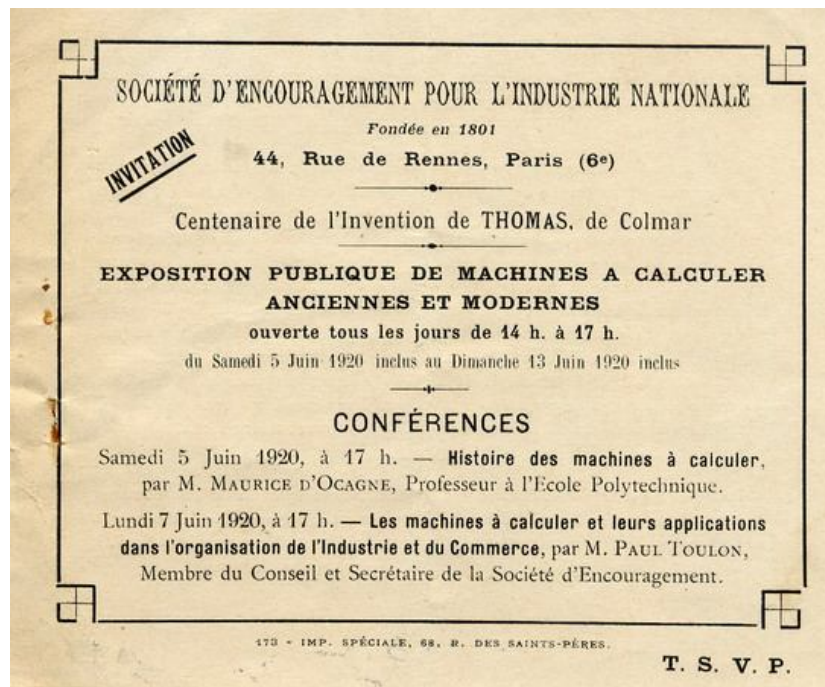 SOCIÉTÉ D'ENCOURAGEMENT POUR L'INDUSTRIE NATIONALE
Fondée en 1801
INVITATION
44, Rue de Rennes, Paris (6e)
Centenaire de l'Invention de THOMAS, de Colmar
EXPOSITION PUBLIQUE DE MACHINES A CALCULER
ANCIENNES ET MODERNES
ouverte tous les jours de 14 h. à 17 h.
du Samedi 5 Juin 1920 inclus au Dimanche 13 Juin 1920 inclus
CONFÉRENCES
Samedi 5 Juin 1920, à 17 h. — Histoire des machines à calculer,
par M. MAURICE D'OCAGNE, Professeur à l'Ecole Polytechnique.
Lundi 7 Juin 1920, à 17 h. — Les machines à calculer et leurs applications
dans l'organisation de l'Industrie et du Commerce, par M. PAUL TOULON,
Membre du Conseil et Secrétaire de la Société d'Encouragement.
173 - IMP. SPÉCIALE, 68, R. DES SAINTS-PÈRES.
T. S. V. P.